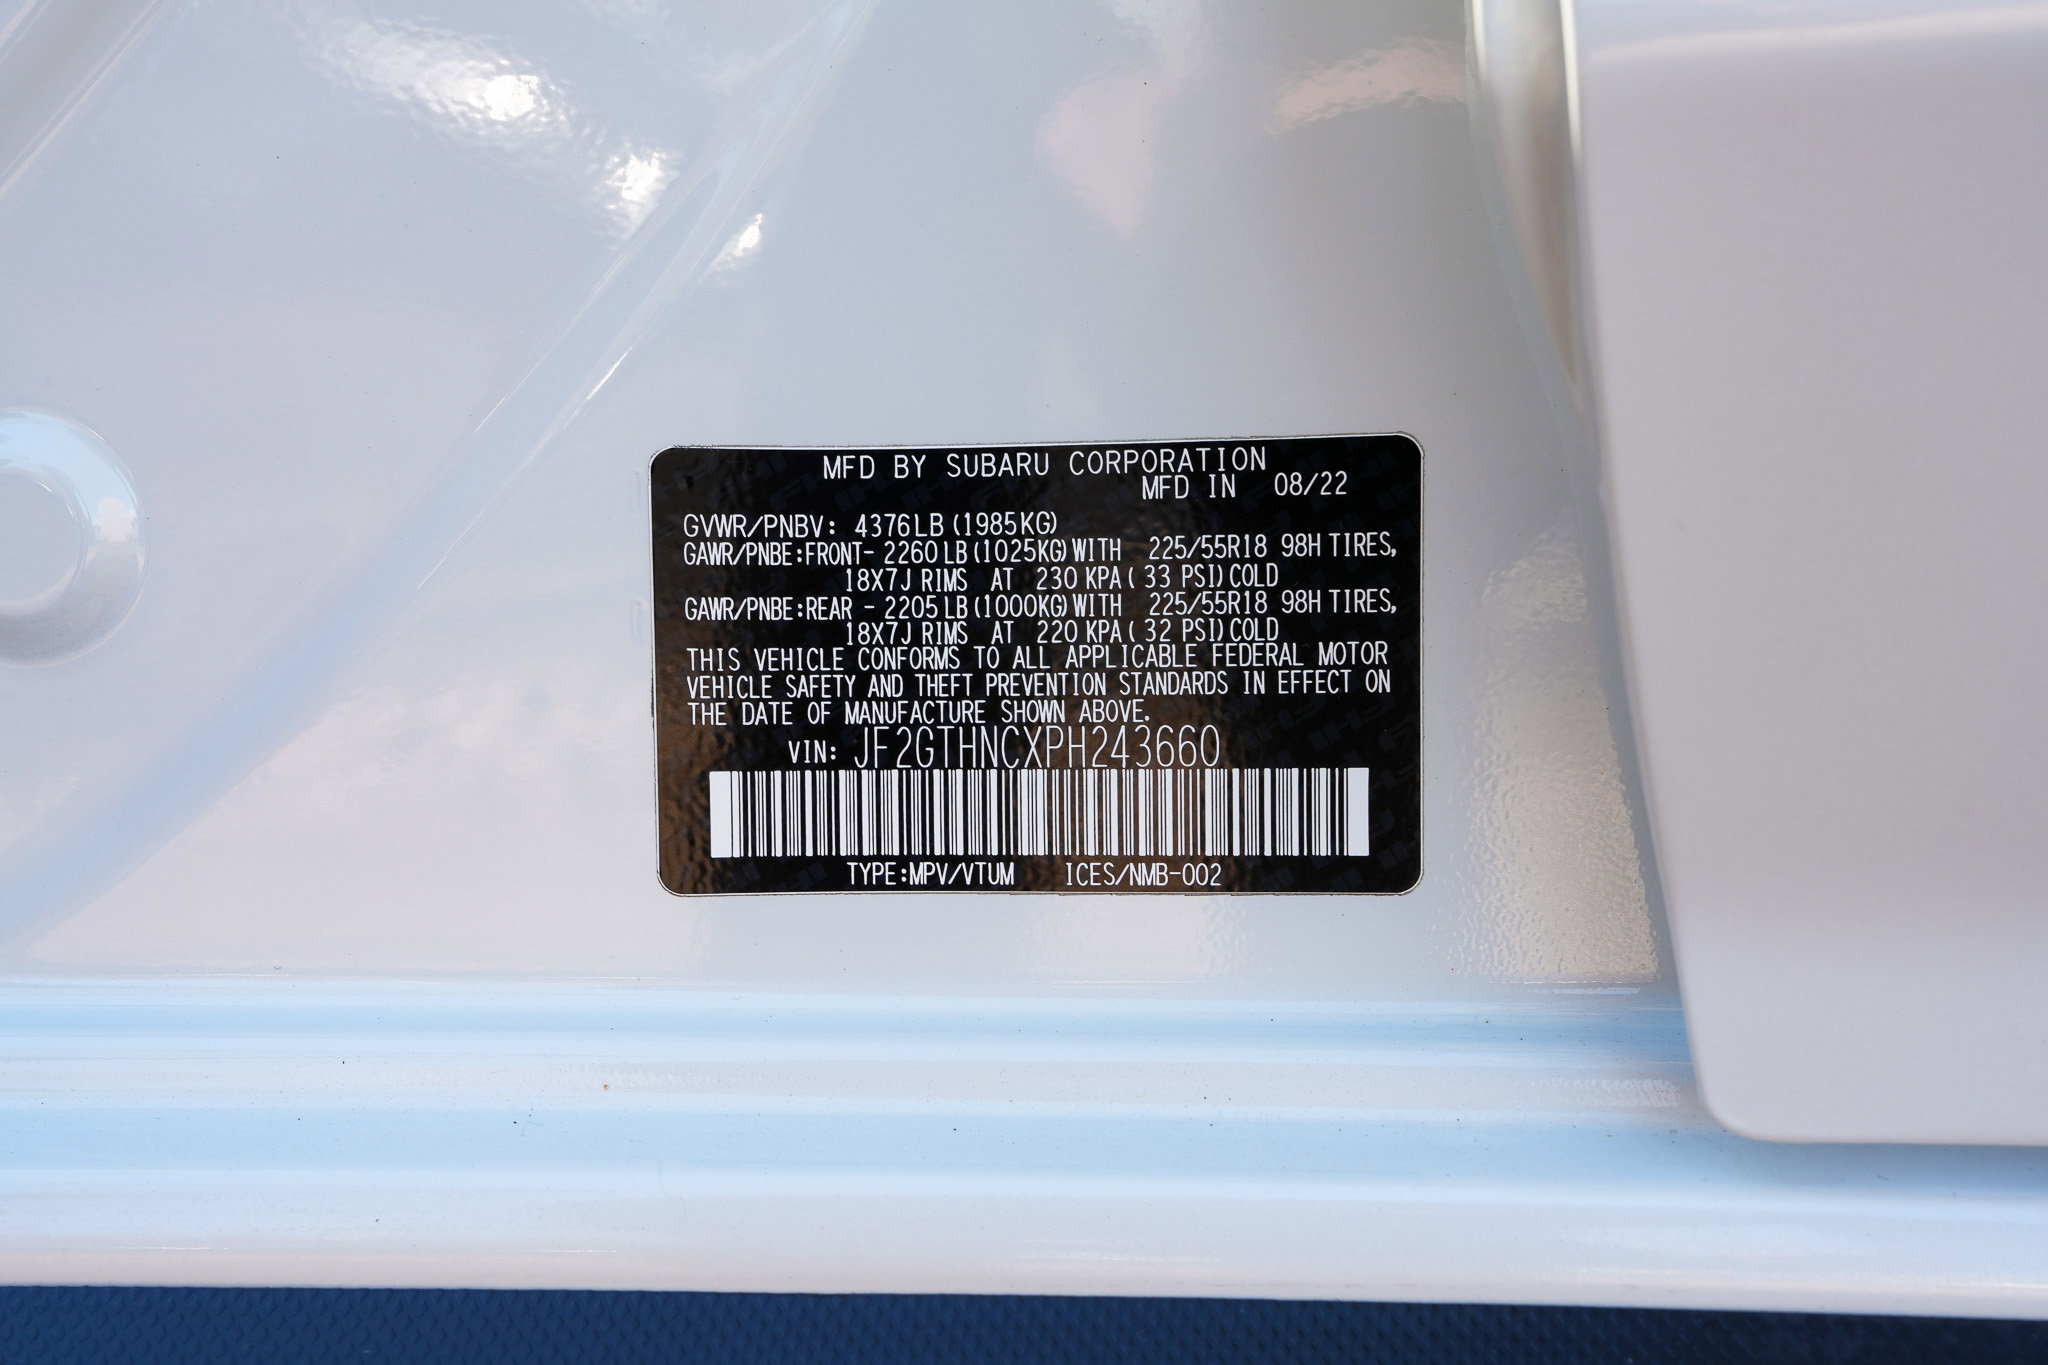 MFD BY SUBARU CORPORATION
MFD IN 08/22
GVWR/PNBV: 4376LB (1985KG)
GAWR/PNBE:FRONT- 2260 LB (1025KG) WITH 225/55R18 98H TIRES,
18X7J RIMS AT 230 KPA ( 33 PSI) COLD
GAWR/PNBE:REAR - 2205 LB (1000KG) WITH 225/55R18 98H TIRES,
18X7J RIMS AT 220 KPA ( 32 PSI) COLD
THIS VEHICLE CONFORMS TO ALL APPLICABLE FEDERAL MOTOR
VEHICLE SAFETY AND THEFT PREVENTION STANDARDS IN EFFECT ON
THE DATE OF MANUFACTURE SHOWN ABOVE.
VIN: JF2GTHNCXPH243660
TYPE:MPV/VTUM ICES/NMB-002